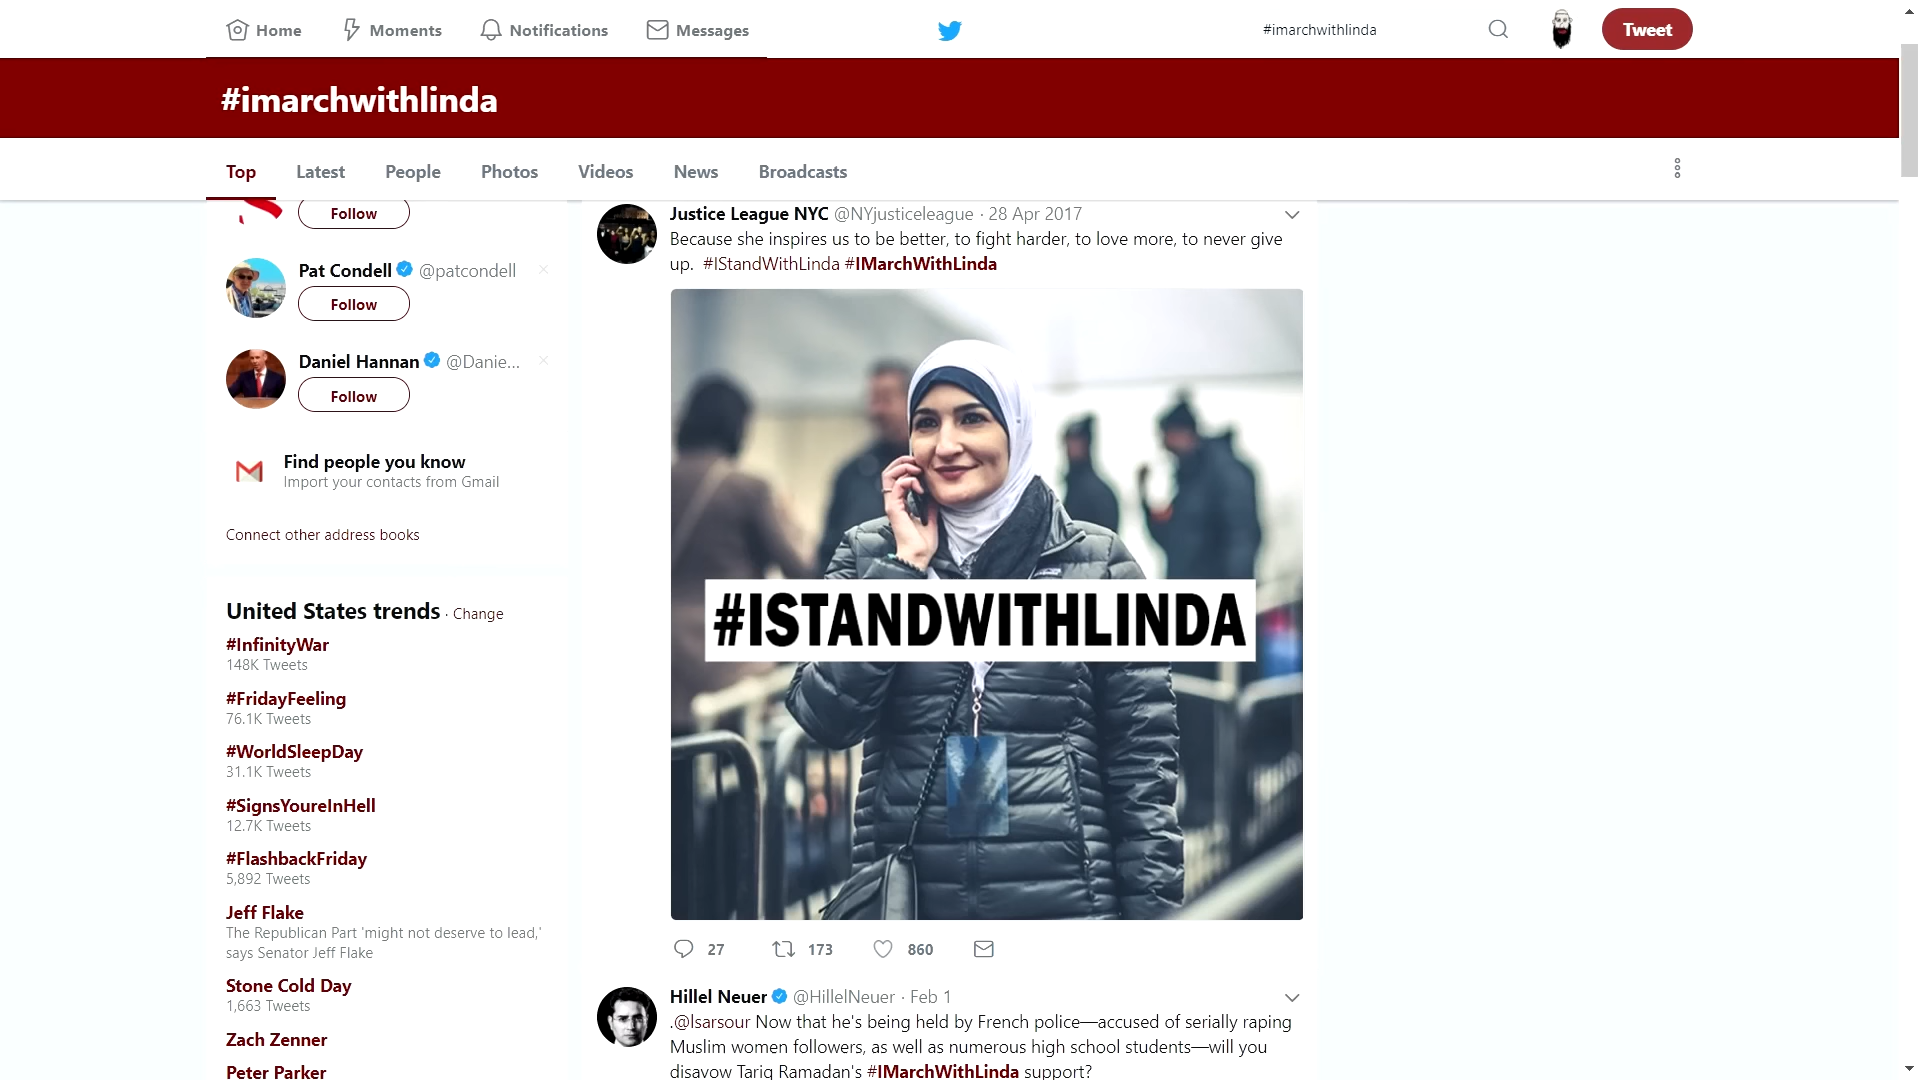 Home Moments Notifications Messages #imarchwithlinda Tweet
#imarchwithlinda
Top Latest People Photos Videos News Broadcasts
Follow
Pat Condell @patcondell
Follow
Daniel Hannan @Danie...
Follow
Find people you know
Import your contacts from Gmail
Connect other address books
United States trends · Change
#InfinityWar
148K Tweets
#FridayFeeling
76.1K Tweets
#WorldSleepDay
31.1K Tweets
#SignsYoureInHell
12.7K Tweets
#FlashbackFriday
5,892 Tweets
Jeff Flake
The Republican Part 'might not deserve to lead,'
says Senator Jeff Flake
Stone Cold Day
1,663 Tweets
Zach Zenner
Peter Parker
Justice League NYC @NYjusticeleague · 28 Apr 2017
Because she inspires us to be better, to fight harder, to love more, to never give
up. #IStandWithLinda #IMarchWithLinda
#ISTANDWITHLINDA
27 173 860
Hillel Neuer @HillelNeuer · Feb 1
.@lsarsour Now that he's being held by French police—accused of serially raping
Muslim women followers, as well as numerous high school students—will you
disavow Tariq Ramadan's #IMarchWithLinda support?